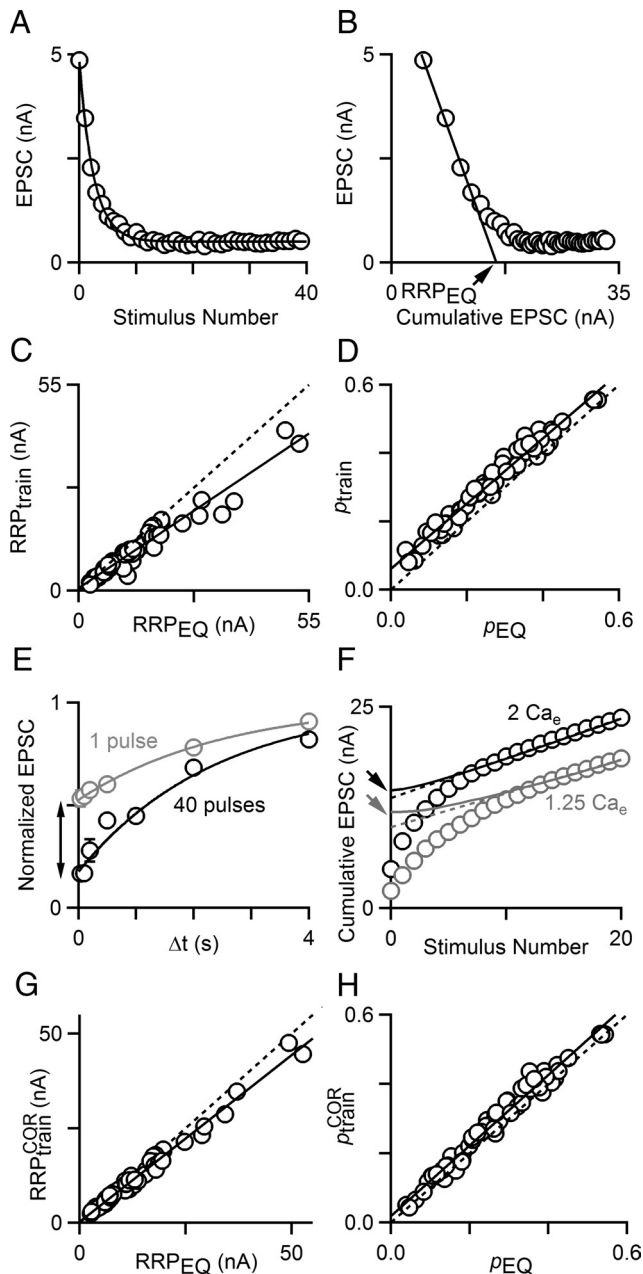 A
B
5
EPSC (nA)
0
0
40
Stimulus Number
5
EPSC (nA)
0
0
35
RRPEQ
Cumulative EPSC (nA)
C
D
55
RRPtrain (nA)
0
0
55
RRPEQ (nA)
0.6
ptrain
0.0
0.0
0.6
pEQ
E
F
1
Normalized EPSC
0
1 pulse
40 pulses
0
4
Δt (s)
25
Cumulative EPSC (nA)
0
2 Cae
1.25 Cae
0
20
Stimulus Number
G
H
50
RRPCORtrain (nA)
0
0
50
RRPEQ (nA)
0.6
pCORtrain
0.0
0.0
0.6
pEQ